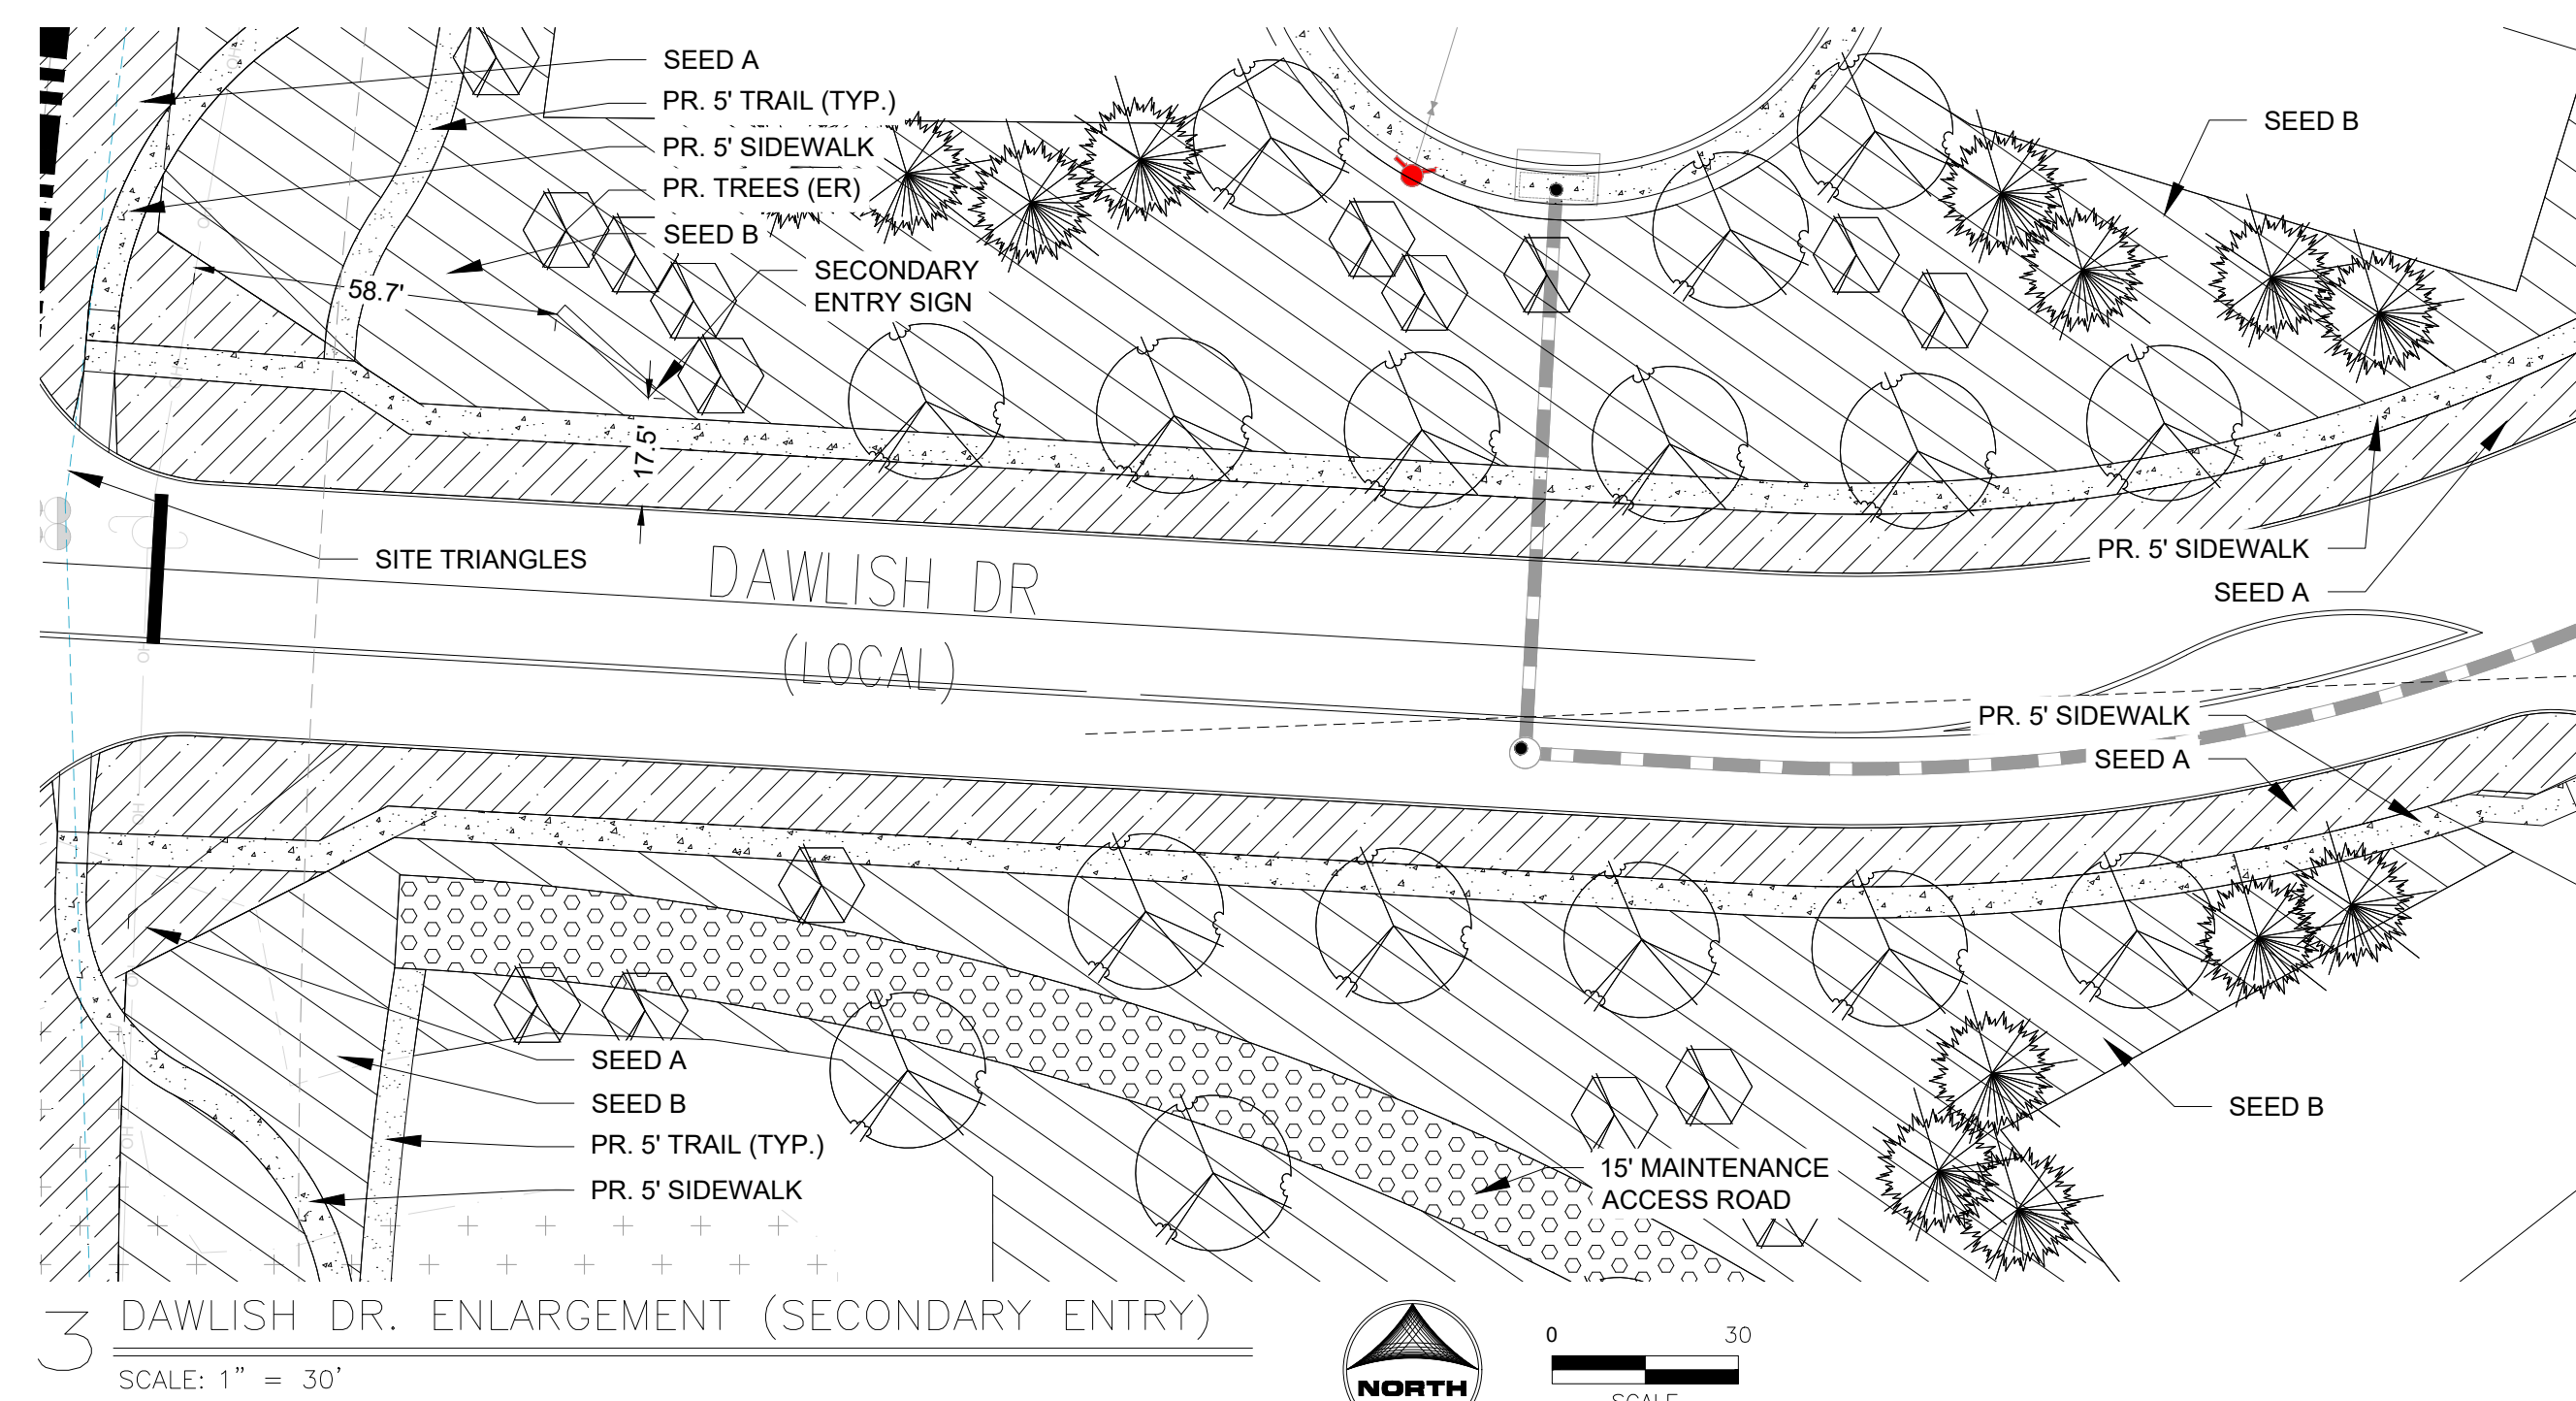 SEED A
PR. 5' TRAIL (TYP.)
PR. 5' SIDEWALK
PR. TREES (ER)
SEED B
SECONDARY
ENTRY SIGN
58.7'
17.5'
SEED B
SITE TRIANGLES
DAWLISH DR
(LOCAL)
PR. 5' SIDEWALK
SEED A
PR. 5' SIDEWALK
SEED A
SEED A
SEED B
PR. 5' TRAIL (TYP.)
PR. 5' SIDEWALK
15' MAINTENANCE
ACCESS ROAD
SEED B
3
DAWLISH DR. ENLARGEMENT (SECONDARY ENTRY)
SCALE: 1” = 30’
NORTH
0 30
SCALE